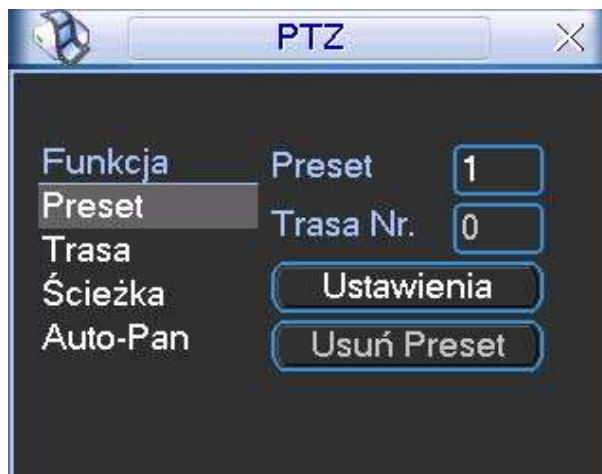 PTZ
Funkcja
Preset
Trasa
Ścieżka
Auto-Pan
Preset 1
Trasa Nr. 0
Ustawienia
Usuń Preset